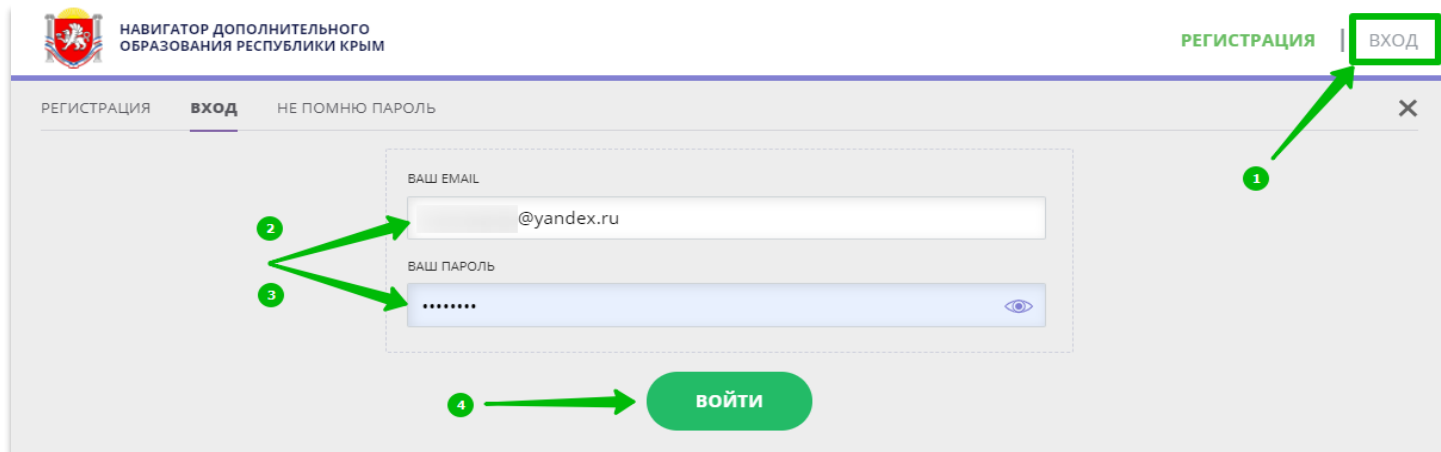 НАВИГАТОР ДОПОЛНИТЕЛЬНОГО
ОБРАЗОВАНИЯ РЕСПУБЛИКИ КРЫМ
РЕГИСТРАЦИЯ | ВХОД
РЕГИСТРАЦИЯ ВХОД НЕ ПОМНЮ ПАРОЛЬ
1
ВАШ EMAIL
@yandex.ru
2
ВАШ ПАРОЛЬ
3
••••••••
4
ВОЙТИ